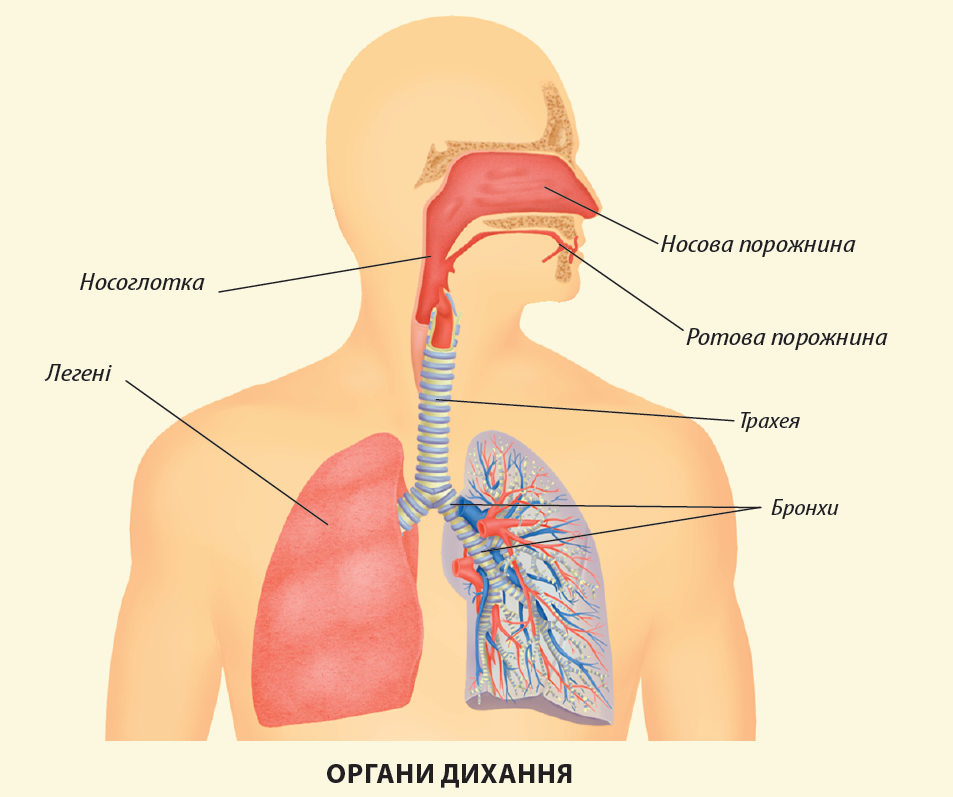 Носова порожнина
Носоглотка
Ротова порожнина
Легені
Трахея
Бронхи
ОРГАНИ ДИХАННЯ